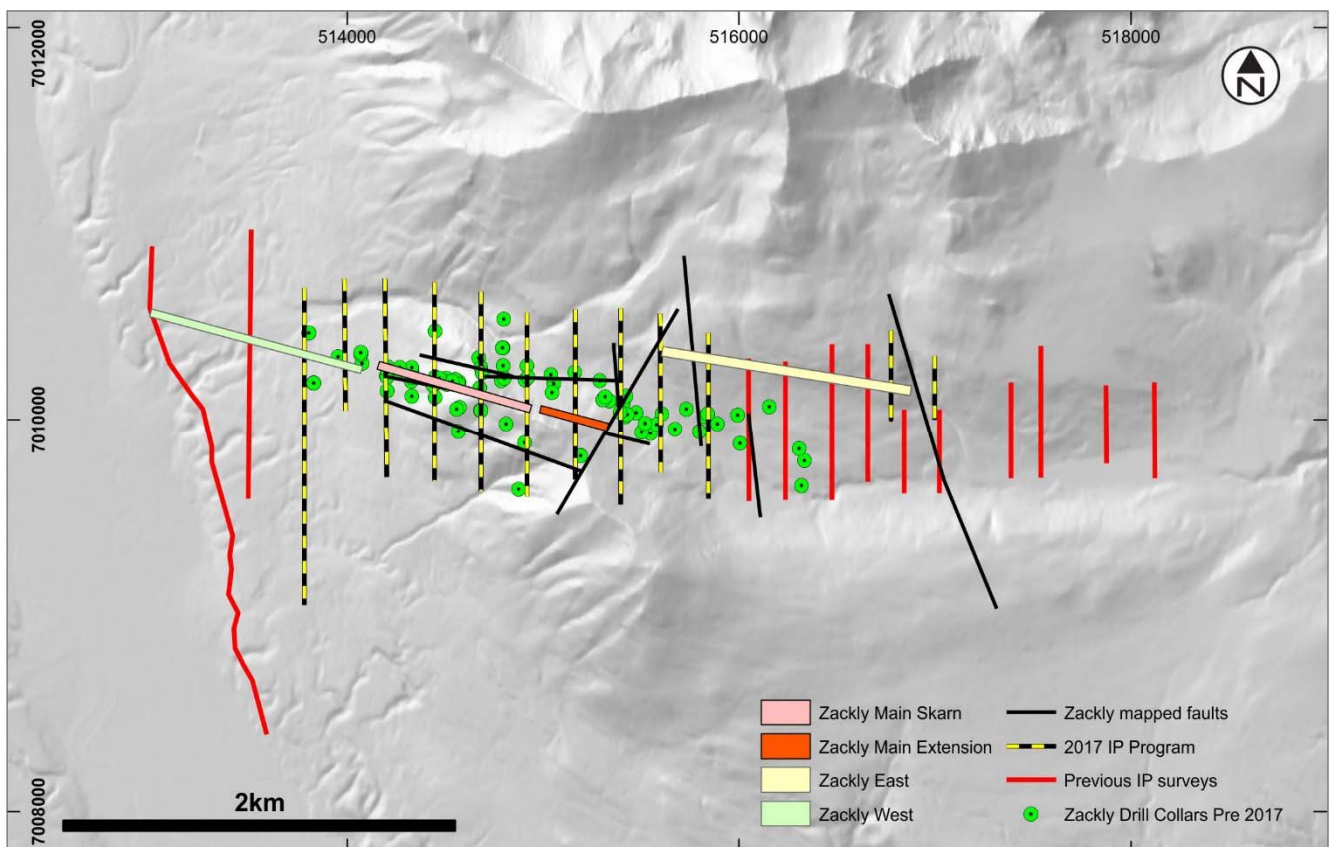 514000
516000
518000
7012000
N
7010000
7008000
2km
Zackly Main Skarn
Zackly Main Extension
Zackly East
Zackly West
Zackly mapped faults
2017 IP Program
Previous IP surveys
Zackly Drill Collars Pre 2017